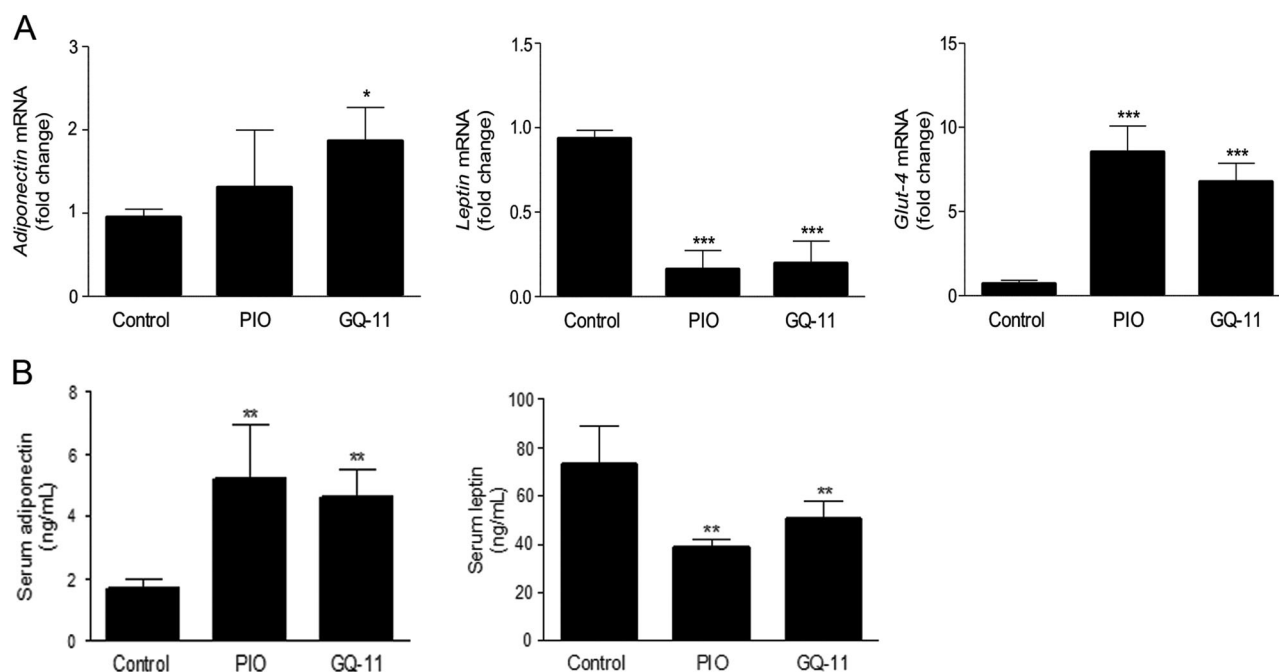 A
Adiponectin mRNA
(fold change)
3
2
1
0
*
Control PIO GQ-11
Leptin mRNA
(fold change)
1.5
1.0
0.5
0.0
*** ***
Control PIO GQ-11
Glut-4 mRNA
(fold change)
15
10
5
0
*** ***
Control PIO GQ-11
B
Serum adiponectin
(ng/mL)
8
6
4
2
0
** **
Control PIO GQ-11
Serum leptin
(ng/mL)
100
80
60
40
20
0
** **
Control PIO GQ-11